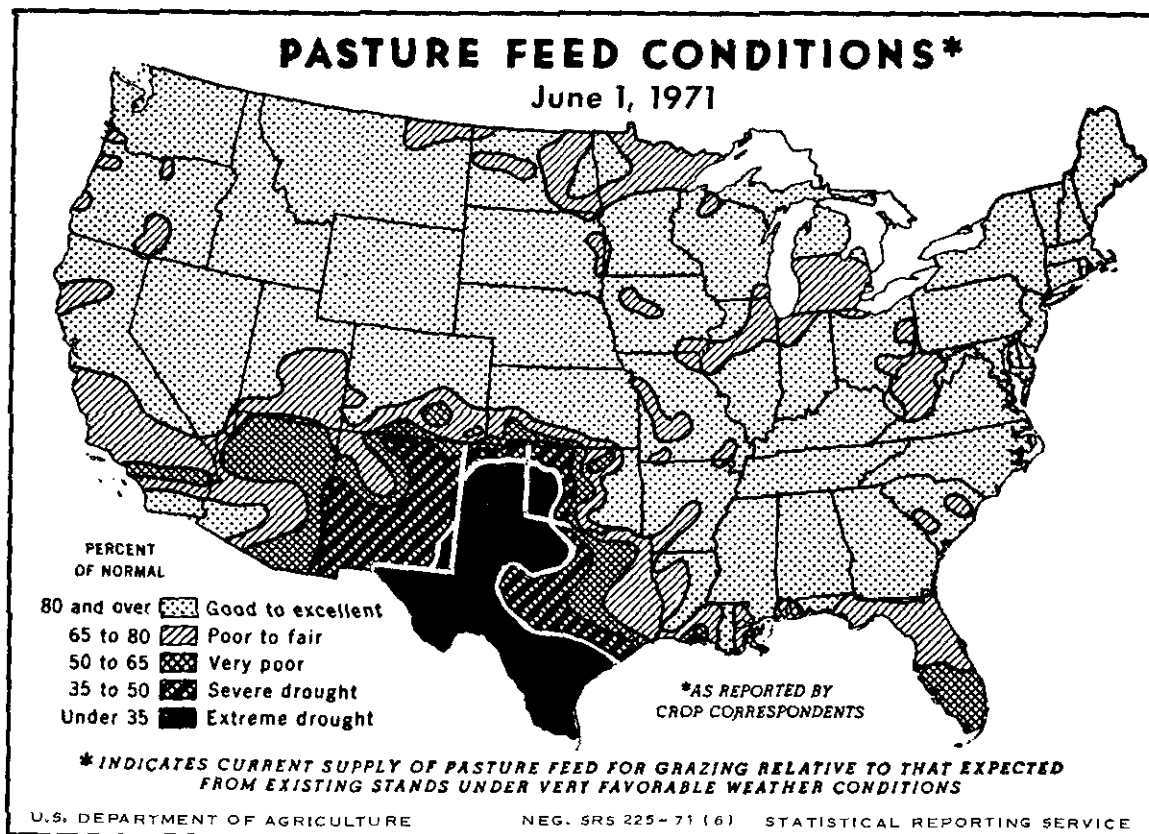 PASTURE FEED CONDITIONS*
June 1, 1971
PERCENT
OF NORMAL
80 and over Good to excellent
65 to 80 Poor to fair
50 to 65 Very poor
35 to 50 Severe drought
Under 35 Extreme drought
*AS REPORTED BY
CROP CORRESPONDENTS
* INDICATES CURRENT SUPPLY OF PASTURE FEED FOR GRAZING RELATIVE TO THAT EXPECTED
FROM EXISTING STANDS UNDER VERY FAVORABLE WEATHER CONDITIONS
U.S. DEPARTMENT OF AGRICULTURE NEG. SRS 225-71 (6) STATISTICAL REPORTING SERVICE